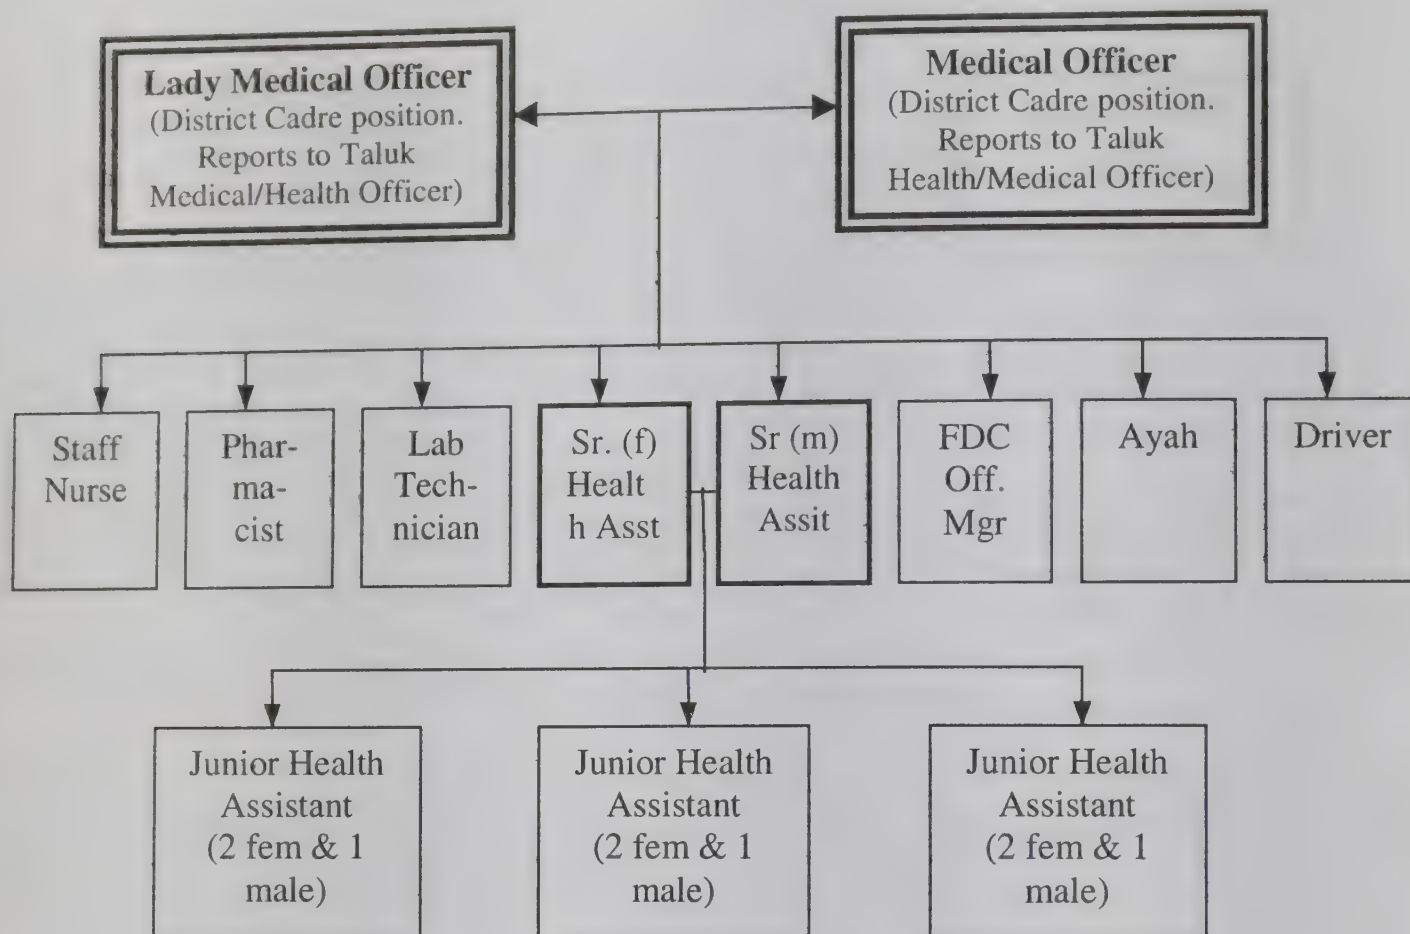 Lady Medical Officer
(District Cadre position.
Reports to Taluk
Medical/Health Officer)
Medical Officer
(District Cadre position.
Reports to Taluk
Health/Medical Officer)
Staff
Nurse
Phar-
ma-
cist
Lab
Tech-
nician
Sr. (f)
Healt
h Asst
Sr (m)
Health
Assit
FDC
Off.
Mgr
Ayah
Driver
Junior Health
Assistant
(2 fem & 1
male)
Junior Health
Assistant
(2 fem & 1
male)
Junior Health
Assistant
(2 fem & 1
male)